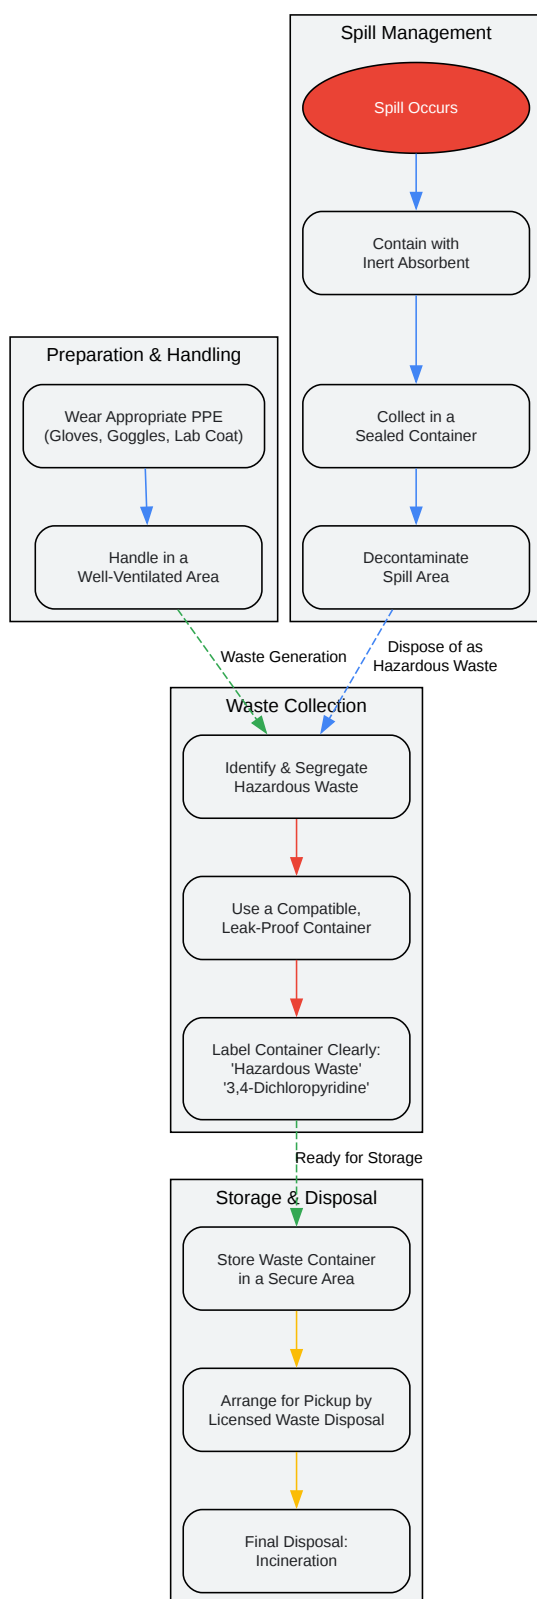 Spill Management
Spill Occurs
Contain with
Inert Absorbent
Collect in a
Sealed Container
Decontaminate
Spill Area
Preparation & Handling
Wear Appropriate PPE
(Gloves, Goggles, Lab Coat)
Handle in a
Well-Ventilated Area
Waste Generation
Dispose of as
Hazardous Waste
Waste Collection
Identify & Segregate
Hazardous Waste
Use a Compatible,
Leak-Proof Container
Label Container Clearly:
'Hazardous Waste'
'3,4-Dichloropyridine'
Ready for Storage
Storage & Disposal
Store Waste Container
in a Secure Area
Arrange for Pickup by
Licensed Waste Disposal
Final Disposal:
Incineration